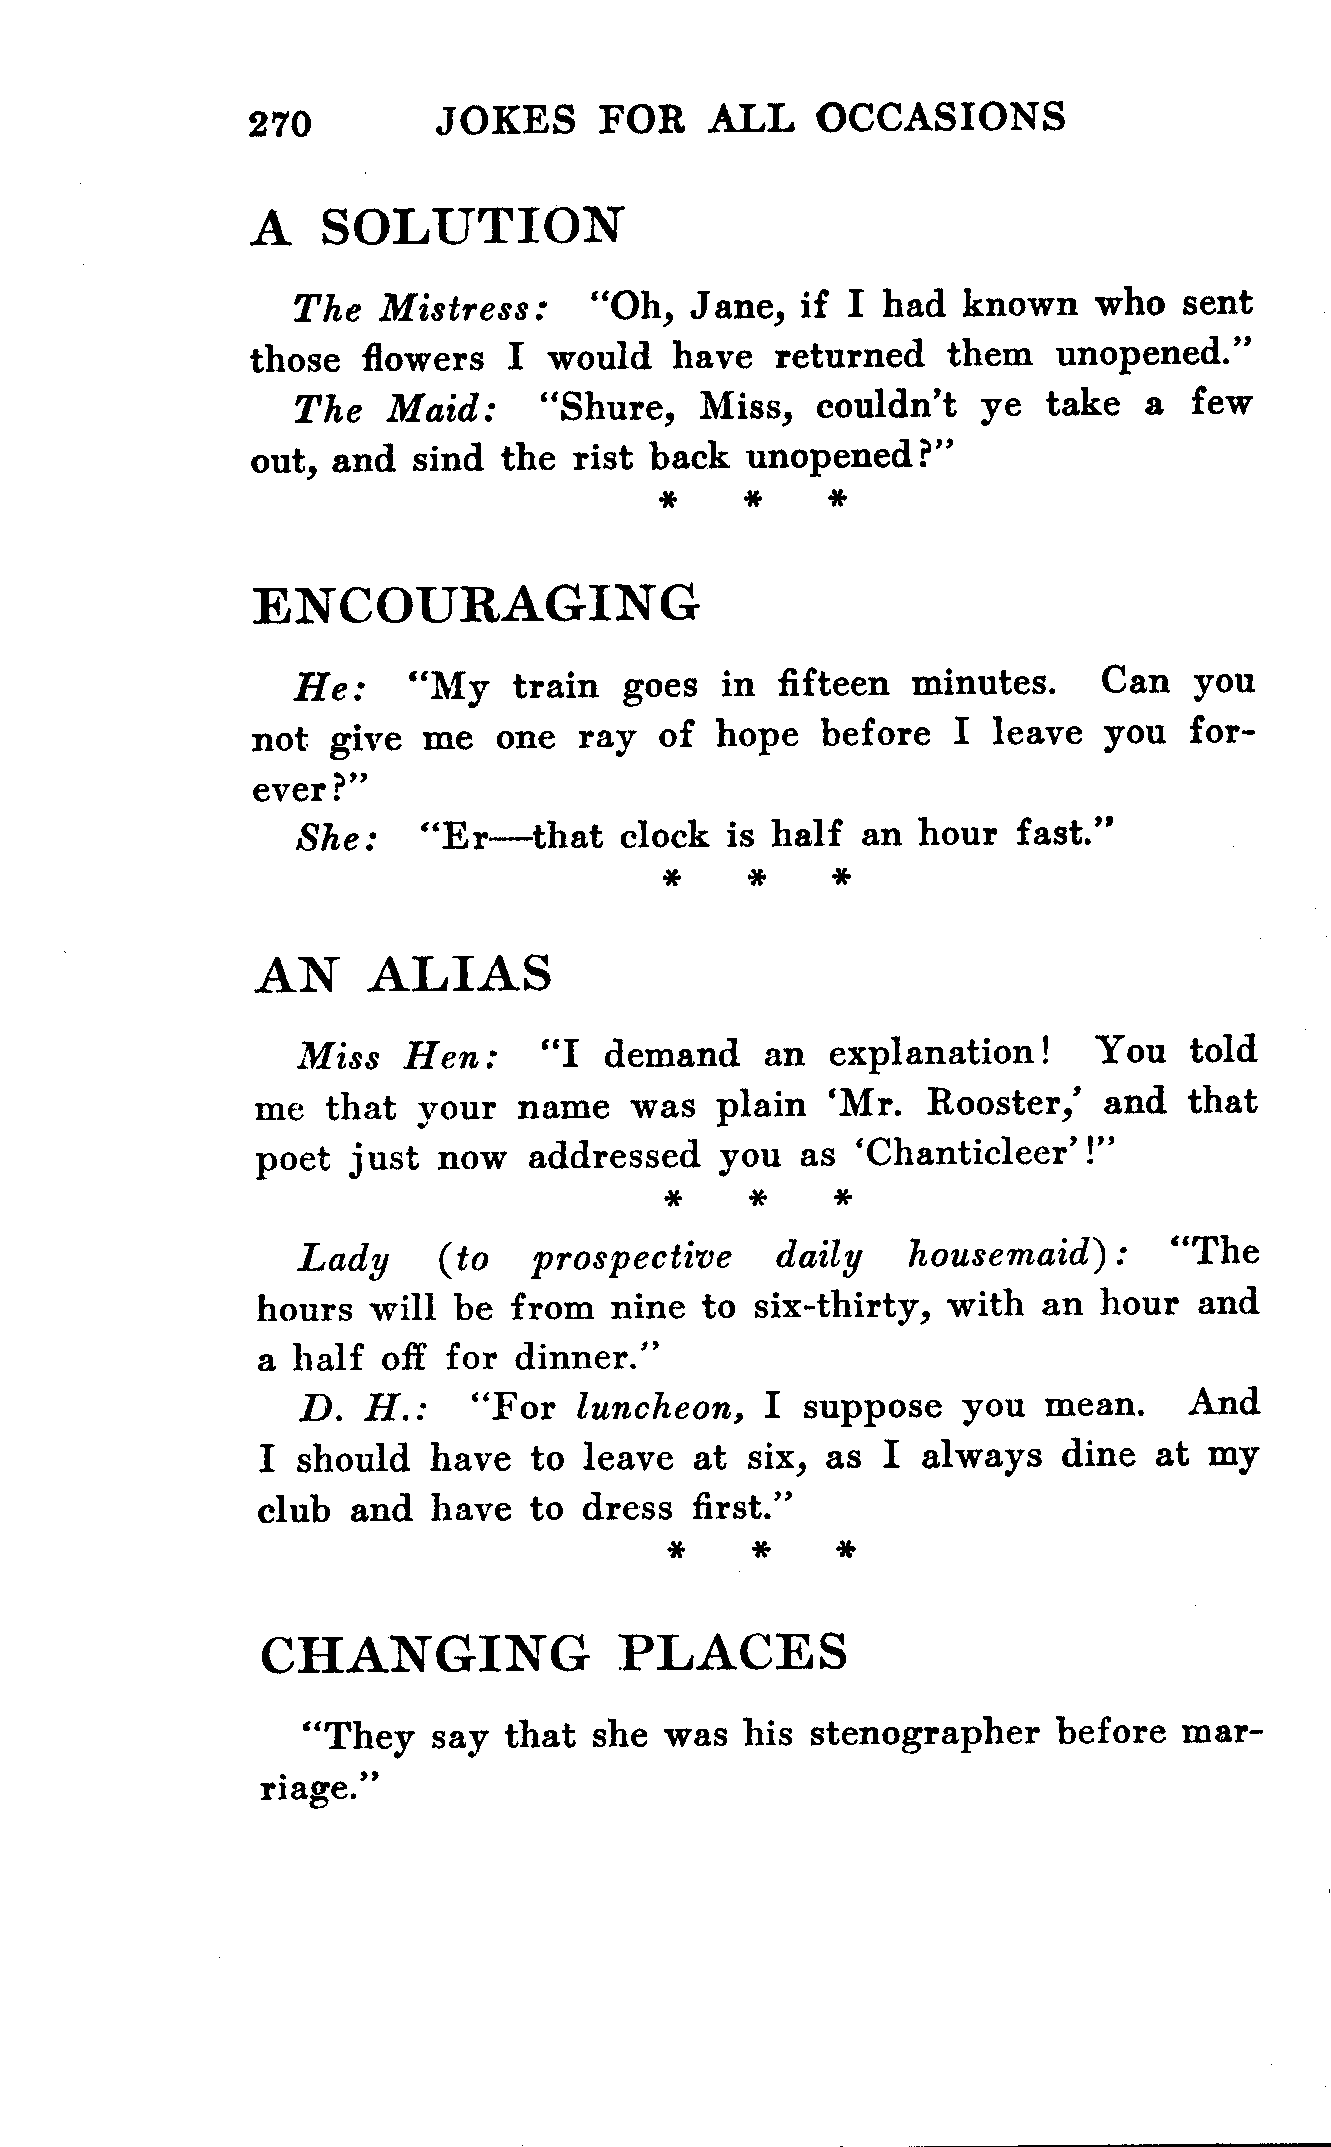 270 JOKES FOR ALL OCCASIONS
A SOLUTION
The Mistress: “Oh, Jane, if I had known who sent
those flowers I would have returned them unopened.”
The Maid: “Shure, Miss, couldn't ye take a few
out, and sind the rist back unopened?”
* * *
ENCOURAGING
He: “My train goes in fifteen minutes. Can you
not give me one ray of hope before I leave you for-
ever?”
She: “Er—that clock is half an hour fast.”
* * *
AN ALIAS
Miss Hen: “I demand an explanation! You told
me that your name was plain ‘Mr. Rooster,’ and that
poet just now addressed you as ‘Chanticleer’!”
* * *
Lady (to prospective daily housemaid): “The
hours will be from nine to six-thirty, with an hour and
a half off for dinner.”
D. H.: “For luncheon, I suppose you mean. And
I should have to leave at six, as I always dine at my
club and have to dress first.”
* * *
CHANGING PLACES
“They say that she was his stenographer before mar-
riage.”